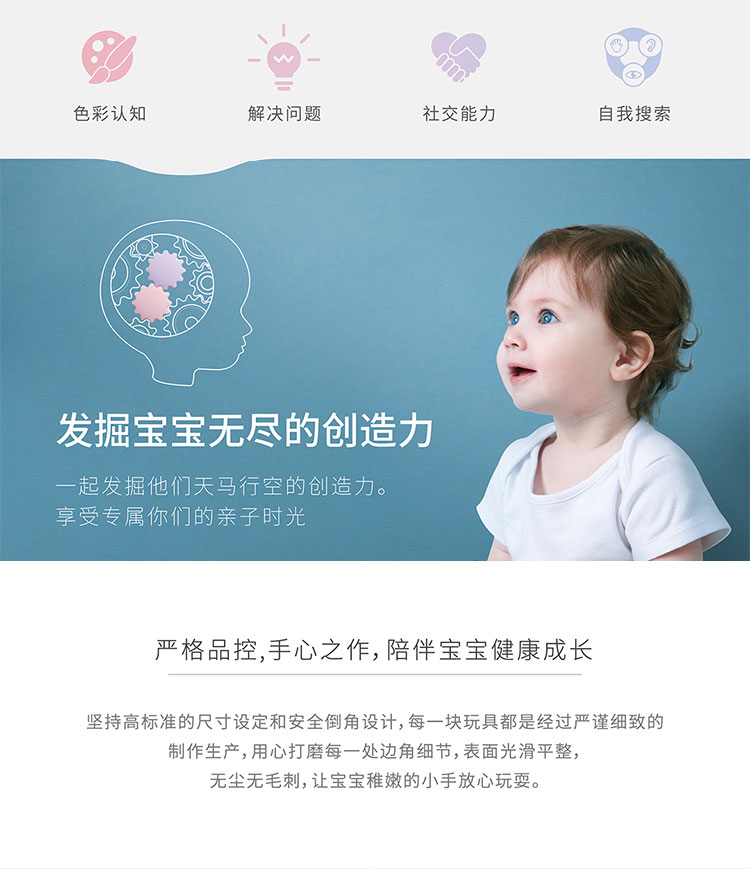 色彩认知
解决问题
社交能力
自我搜索
发掘宝宝无尽的创造力
一起发掘他们天马行空的创造力。
享受专属你们的亲子时光
严格品控,手心之作，陪伴宝宝健康成长
坚持高标准的尺寸设定和安全倒角设计，每一块玩具都是经过严谨细致的
制作生产，用心打磨每一处边角细节，表面光滑平整，
无尘无毛刺，让宝宝稚嫩的小手放心玩耍。